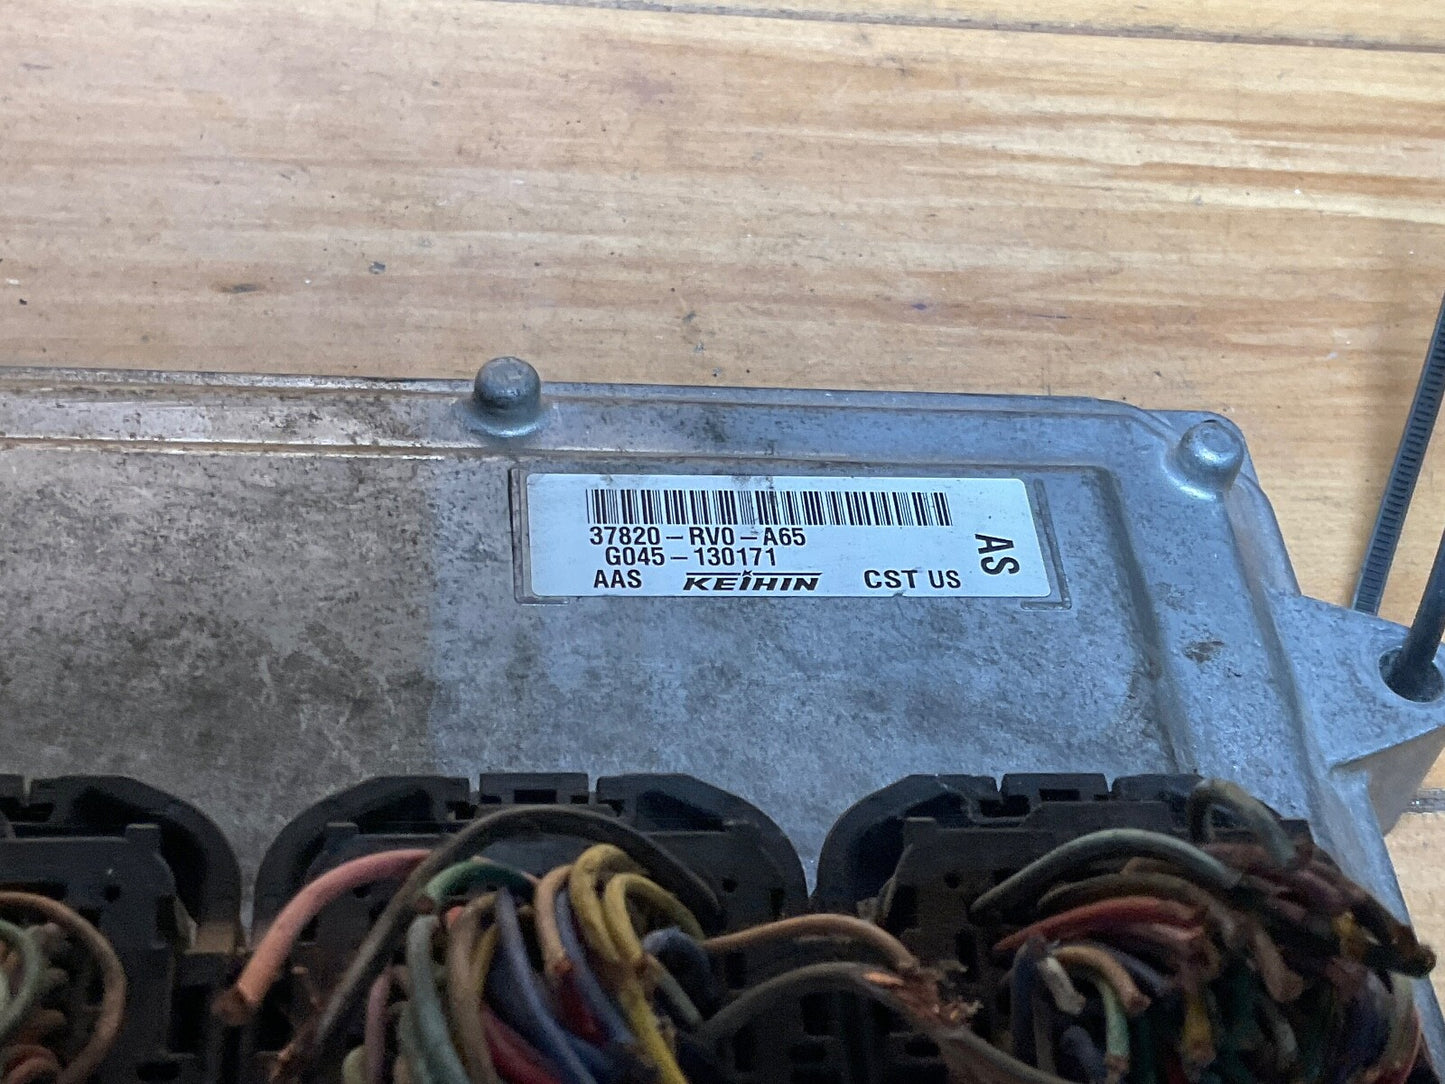 37820-RV0-A65
G045-130171
AAS KEIHIN CST US
AS